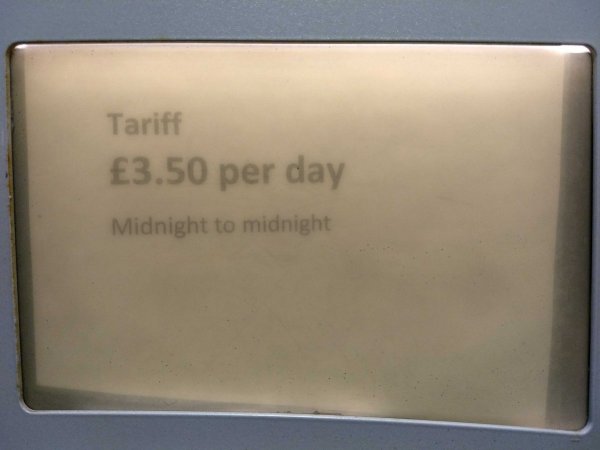 Tariff
£3.50 per day
Midnight to midnight